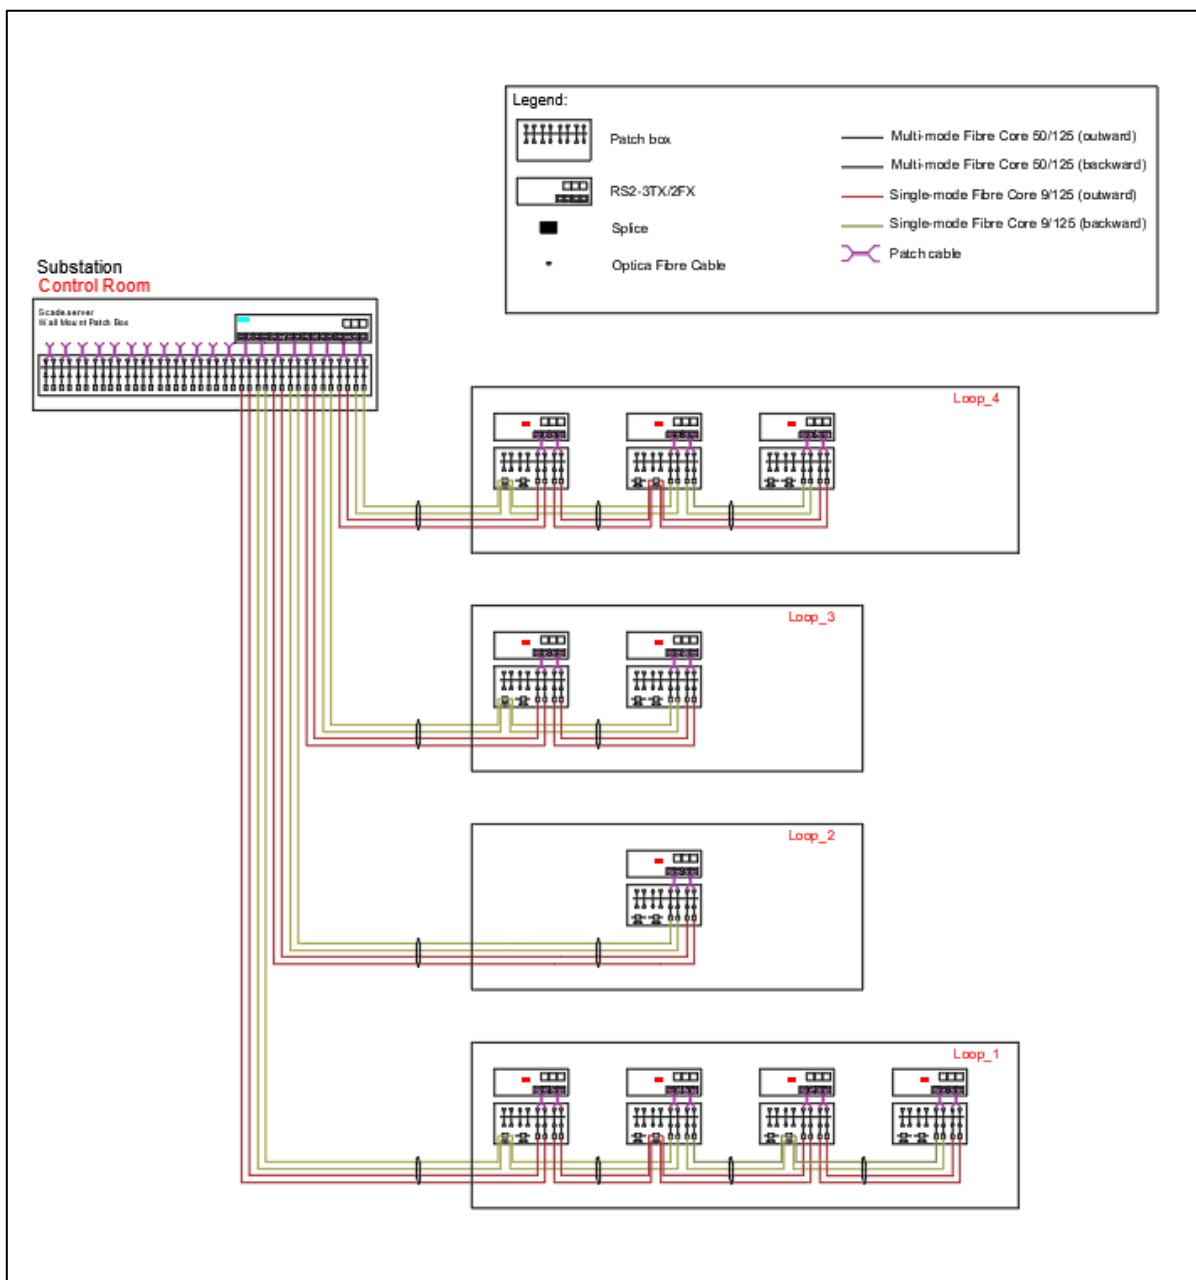 Legend:
Patch box
RS2-3TX/2FX
Splice
Optica Fibre Cable
Multi-mode Fibre Core 50/125 (outward)
Multi-mode Fibre Core 50/125 (backward)
Single-mode Fibre Core 9/125 (outward)
Single-mode Fibre Core 9/125 (backward)
Patch cable
Substation
Control Room
Scade server
Wall Mount Patch Box
Loop_4
Loop_3
Loop_2
Loop_1